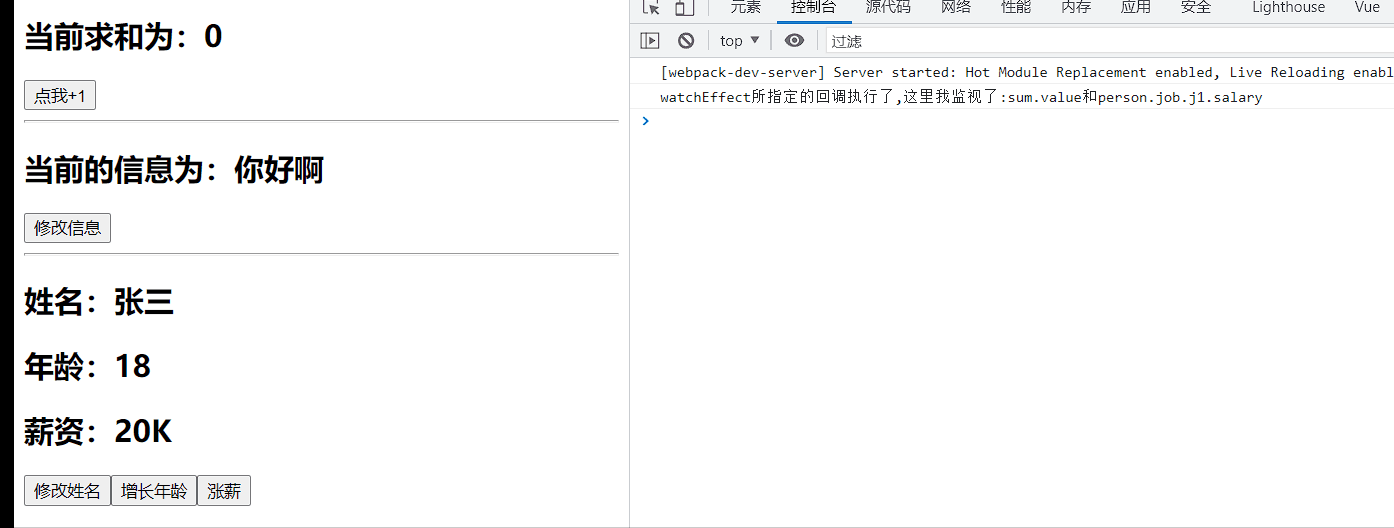 当前求和为：0
点我+1
当前的信息为：你好啊
修改信息
姓名：张三
年龄：18
薪资：20K
修改姓名 增长年龄 涨薪
元素 控制台 源代码 网络 性能 内存 应用 安全 Lighthouse Vue
top 过滤
[webpack-dev-server] Server started: Hot Module Replacement enabled, Live Reloading enabl
watchEffect所指定的回调执行了,这里我监视了:sum.value和person.job.j1.salary